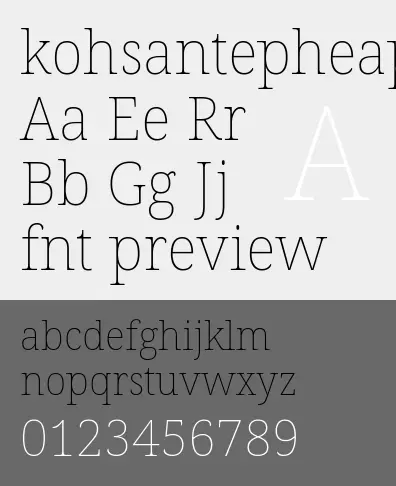 kohsantepheap
Aa Ee Rr
A
Bb Gg Jj
fnt preview
abcdefghijklm
nopqrstuvwxyz
0123456789